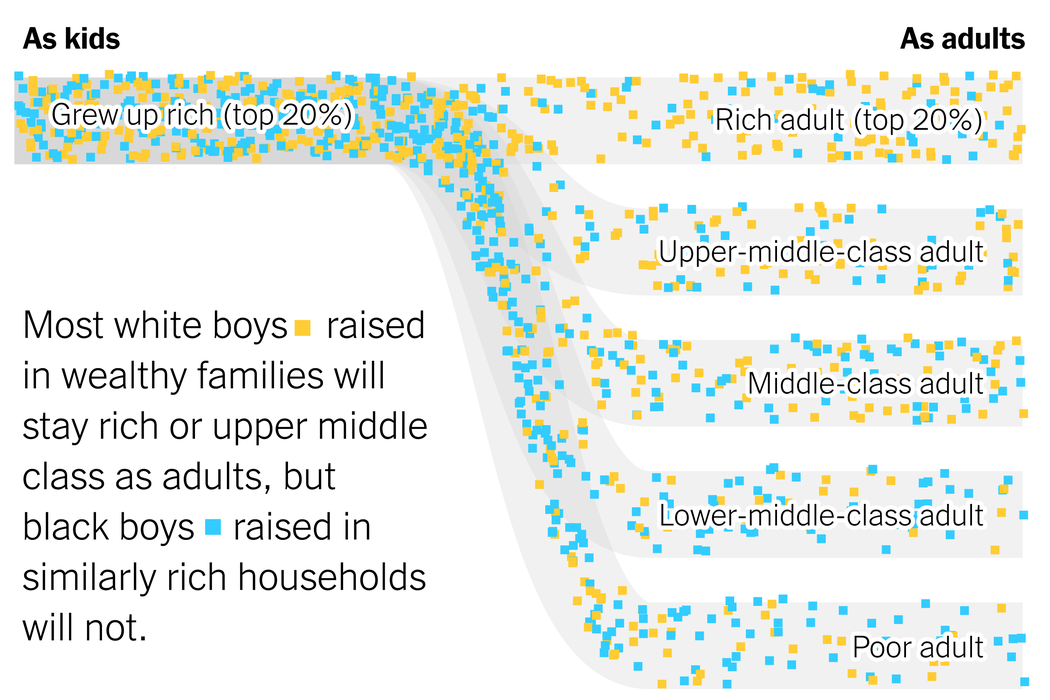 As kids
As adults
Grew up rich (top 20%)
Rich adult (top 20%)
Upper-middle-class adult
Most white boys raised
in wealthy families will
stay rich or upper middle
class as adults, but
black boys raised in
similarly rich households
will not.
Middle-class adult
Lower-middle-class adult
Poor adult